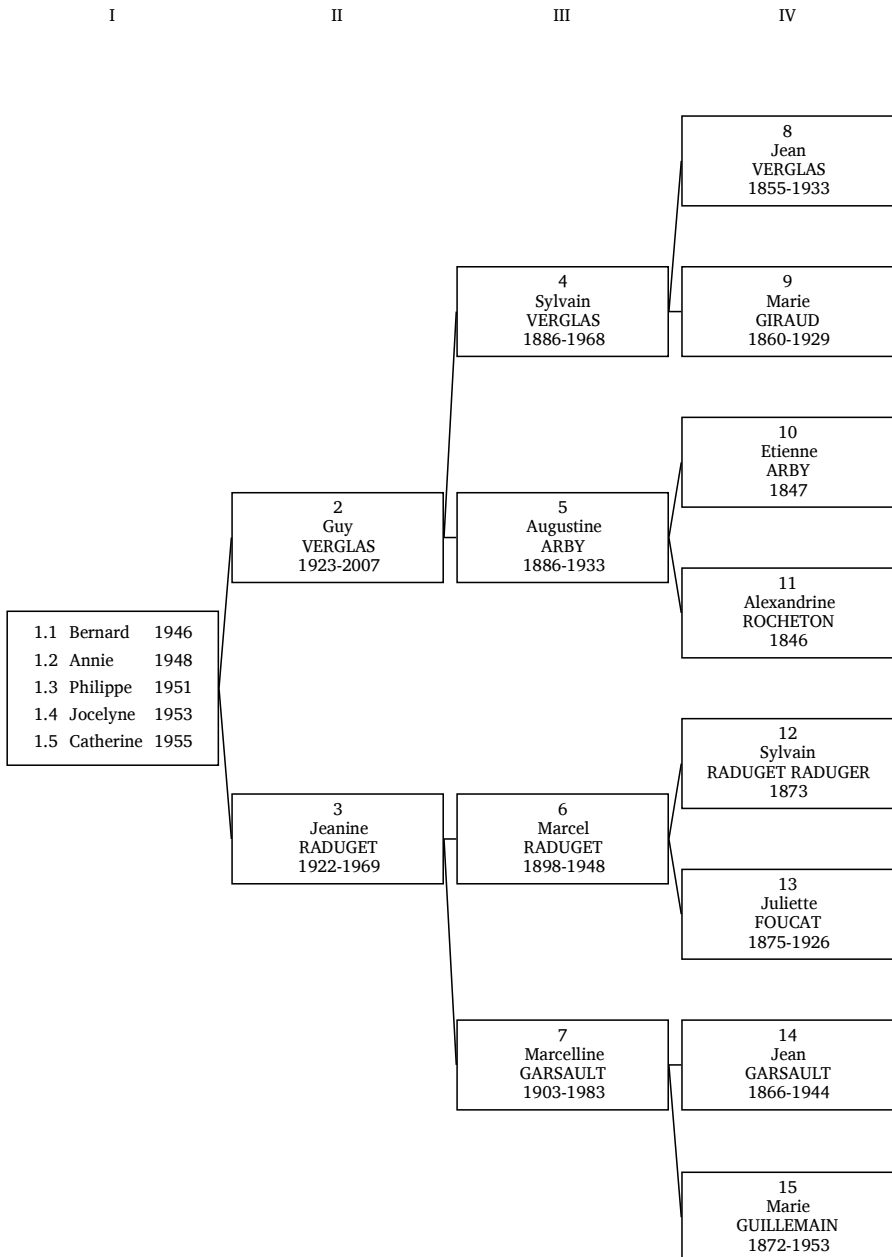 I II III IV
8
Jean
VERGLAS
1855-1933
4
Sylvain
VERGLAS
1886-1968
9
Marie
GIRAUD
1860-1929
10
Etienne
ARBY
1847
2
Guy
VERGLAS
1923-2007
5
Augustine
ARBY
1886-1933
11
Alexandrine
ROCHETON
1846
1.1 Bernard 1946
1.2 Annie 1948
1.3 Philippe 1951
1.4 Jocelyne 1953
1.5 Catherine 1955
12
Sylvain
RADUGET RADUGER
1873
3
Jeanine
RADUGET
1922-1969
6
Marcel
RADUGET
1898-1948
13
Juliette
FOUCAT
1875-1926
7
Marcelline
GARSAULT
1903-1983
14
Jean
GARSAULT
1866-1944
15
Marie
GUILLEMAIN
1872-1953